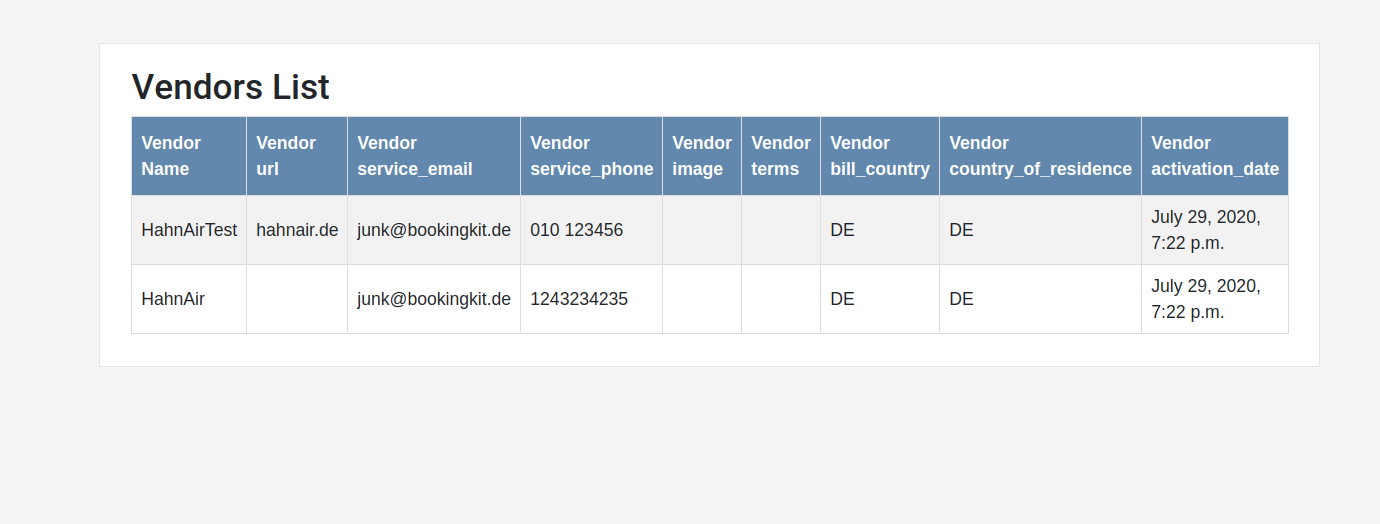 Vendors List
Vendor Name Vendor url Vendor service_email Vendor service_phone Vendor image Vendor terms Vendor bill_country Vendor country_of_residence Vendor activation_date
HahnAirTest hahnair.de junk@bookingkit.de 010 123456 DE DE July 29, 2020, 7:22 p.m.
HahnAir junk@bookingkit.de 1243234235 DE DE July 29, 2020, 7:22 p.m.